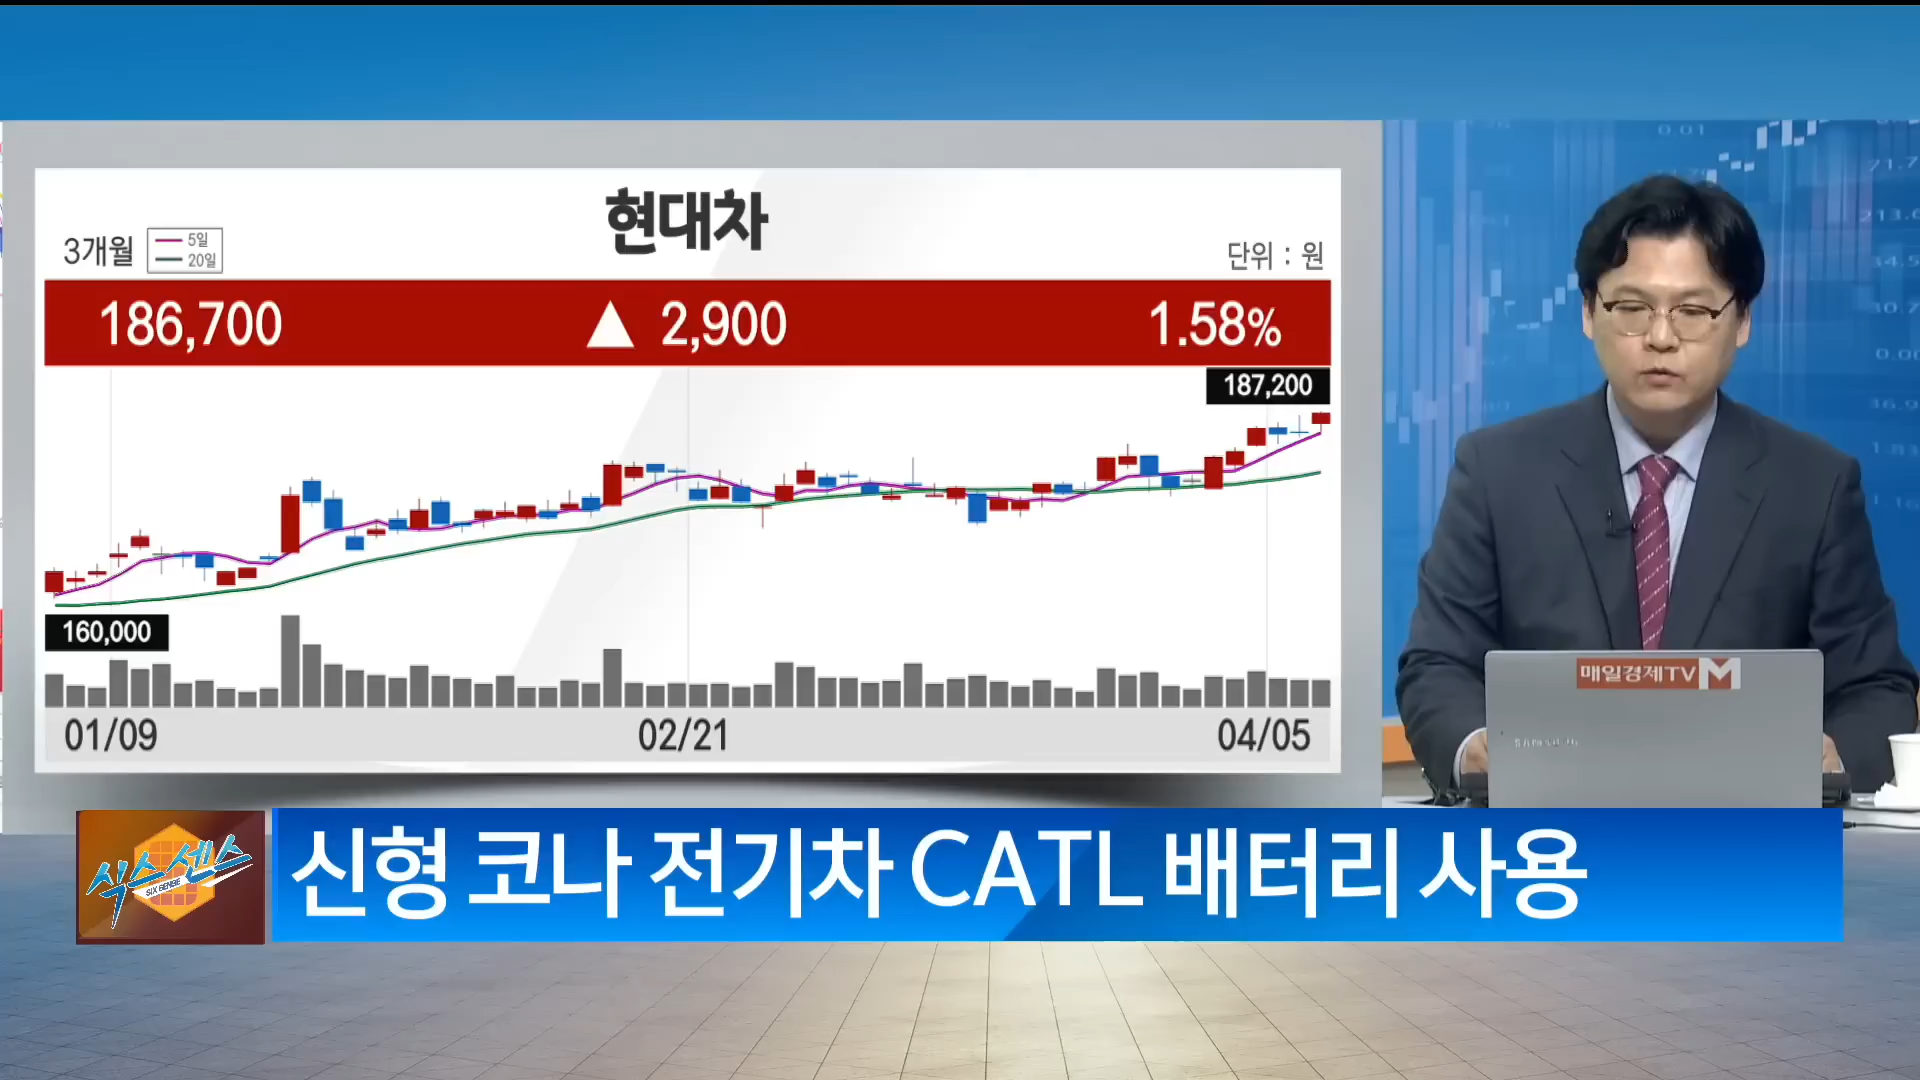 현대차
3개월
5일
20일
단위 : 원
186,700 ▲ 2,900 1.58%
187,200
160,000
01/09 02/21 04/05
매일경제TV M
식스센스
SIX SENSE
신형 코나 전기차 CATL 배터리 사용